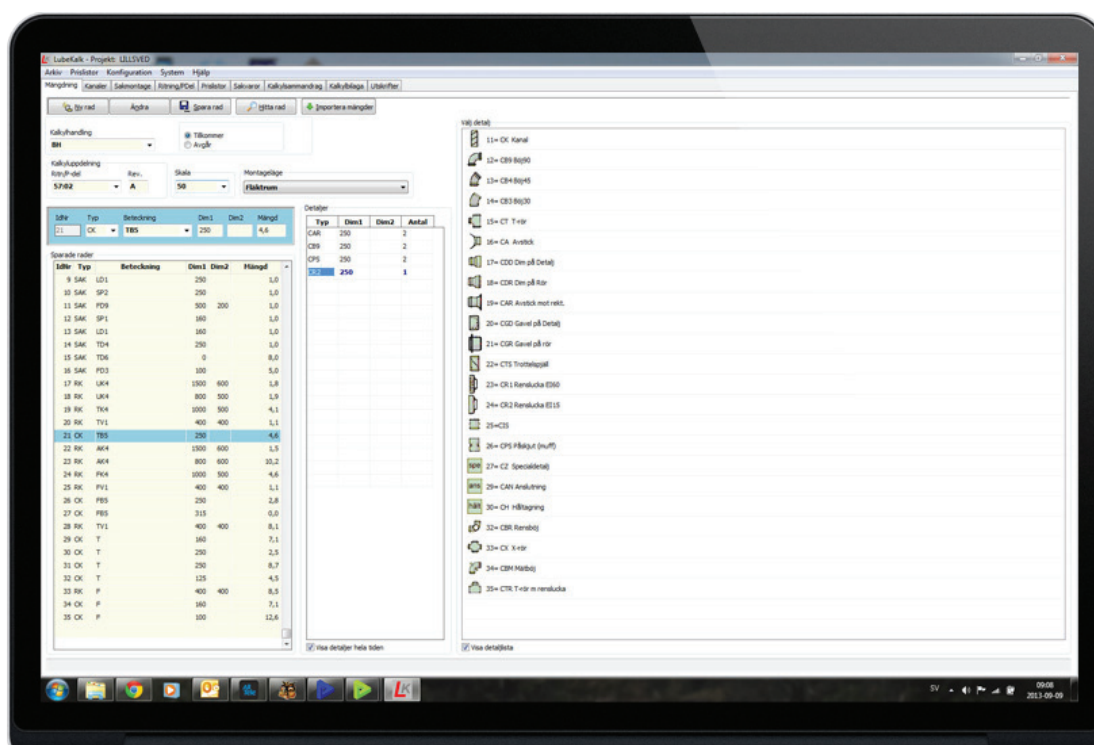 LubeKalk - Projekt: LILLSVED
Arkiv Prislistor Konfiguration System Hjälp
Mängdning Kanaler Sakmontage Ritning/PDel Prislistor Sakvaror Kalkylsammandrag Kalkylbilaga Utskrifter
Ny rad Ändra Spara rad Hitta rad Importera mängder
Kalkylhandling
BH
Tillkommer
Avgår
Kalkyluppdelning
Ritn/P-del Rev. Skala Montageläge
57:02 A 50 Fläktrum
IdNr Typ Beteckning Dim1 Dim2 Mängd
21 CK TBS 250 4,6
Sparade rader
IdNr Typ Beteckning Dim1 Dim2 Mängd
9 SAK LD1 250 1,0
10 SAK SP2 250 1,0
11 SAK FD9 500 200 1,0
12 SAK SP1 160 1,0
13 SAK LD1 160 1,0
14 SAK TD4 250 1,0
15 SAK TD6 0 8,0
16 SAK FD3 100 5,0
17 RK UK4 1500 600 1,8
18 RK UK4 800 500 1,9
19 RK TK4 1000 500 4,1
20 RK TV1 400 400 1,1
21 CK TBS 250 4,6
22 RK AK4 1500 600 1,5
23 RK AK4 800 600 10,2
24 RK FK4 1000 500 4,6
25 RK FV1 400 400 1,1
26 CK FBS 250 2,8
27 CK FBS 315 0,0
28 RK TV1 400 400 8,1
29 CK T 160 7,1
30 CK T 250 2,5
31 CK T 250 8,7
32 CK T 125 4,5
33 RK F 400 400 8,5
34 CK F 160 7,1
35 CK F 100 12,6
Detaljer
Typ Dim1 Dim2 Antal
CAR 250 2
CB9 250 2
CPS 250 2
CR2 250 1
Visa detaljer hela tiden
Välj detalj
11= CK Kanal
12= CB9 Böj90
13= CB4 Böj45
14= CB3 Böj30
15= CT T-rör
16= CA Avstick
17= CDD Dim på Detalj
18= CDR Dim på Rör
19= CAR Avstick mot rekt.
20= CGD Gavel på Detalj
21= CGR Gavel på rör
22= CTS Trottelspjäll
23= CR1 Renslucka EI60
24= CR2 Renslucka EI15
25=CIS
26= CPS Påskjut (muff)
spe 27= CZ Specialdetalj
ans 29= CAN Anslutning
hålt 30= CH Håltagning
32= CBR Rensböj
33= CX X-rör
34= CBM Mätböj
35= CTR T-rör m renslucka
Visa detaljlista
LK
SV
09:08
2013-09-09